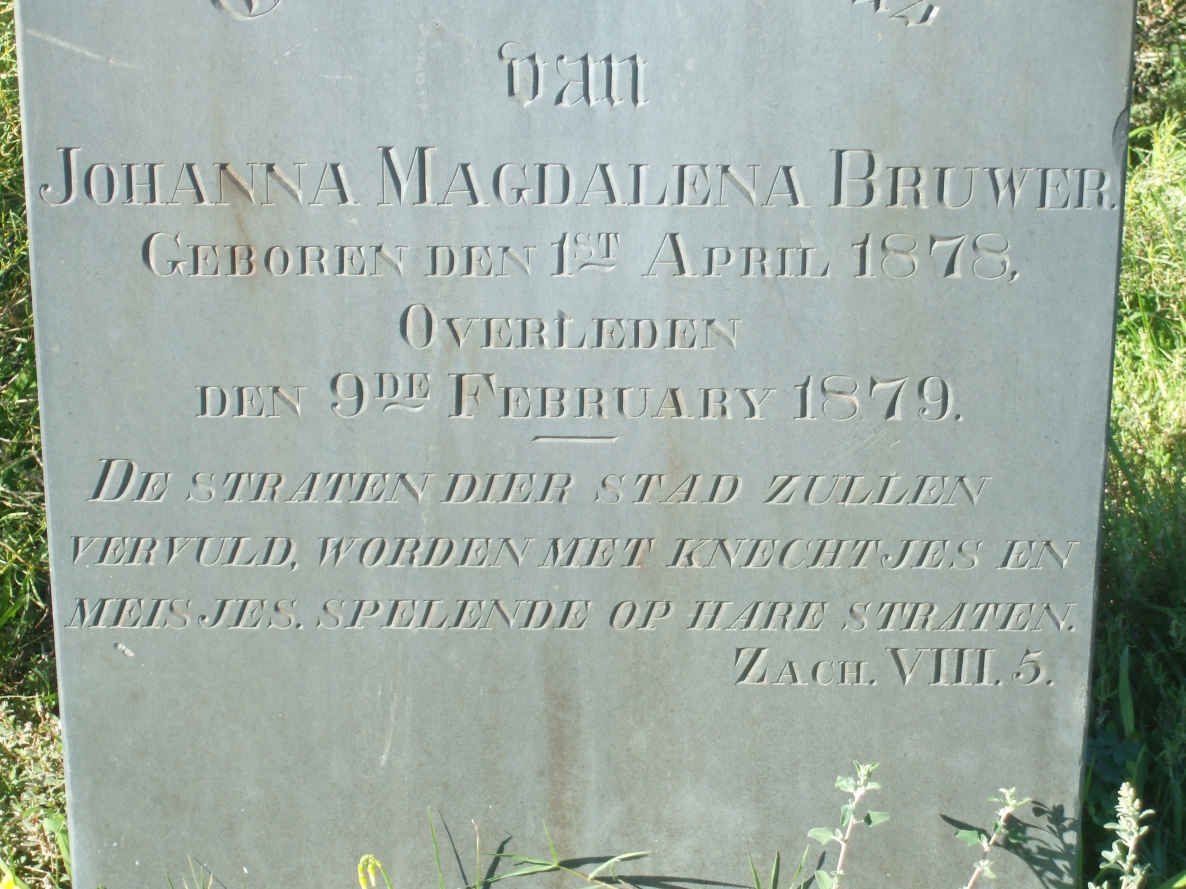 van
JOHANNA MAGDALENA BRUWER.
GEBOREN DEN 1ST APRIL 1878,
OVERLEDEN
DEN 9DE FEBRUARY 1879.
DE STRATEN DIER STAD ZULLEN
VERVULD, WORDEN MET KNECHTJES EN
MEISJES. SPELENDE OP HARE STRATEN.
ZACH. VIII. 5.